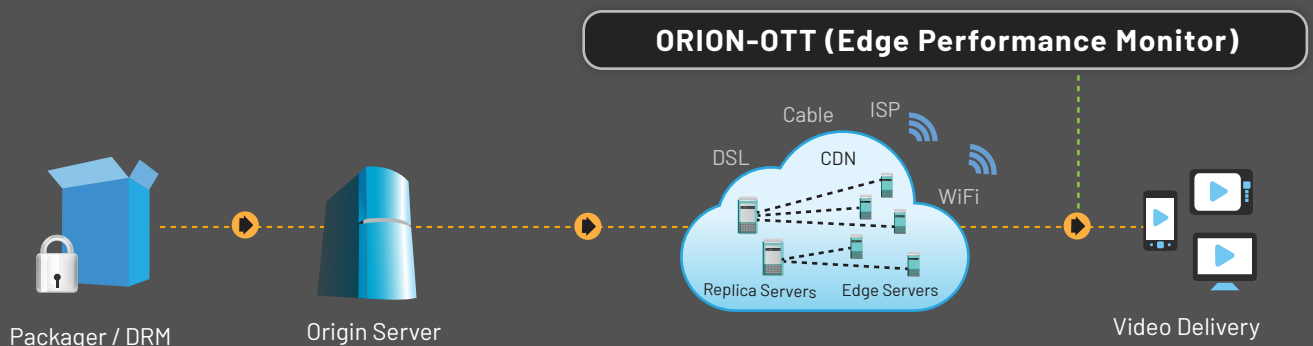 ORION-OTT (Edge Performance Monitor)
Cable
ISP
DSL
CDN
WiFi
Replica Servers
Edge Servers
Packager / DRM
Origin Server
Video Delivery